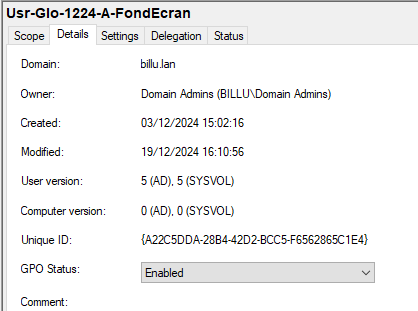 Usr-Glo-1224-A-FondEcran
Scope Details Settings Delegation Status
Domain: billu.lan
Owner: Domain Admins (BILLU\Domain Admins)
Created: 03/12/2024 15:02:16
Modified: 19/12/2024 16:10:56
User version: 5 (AD), 5 (SYSVOL)
Computer version: 0 (AD), 0 (SYSVOL)
Unique ID: {A22C5DDA-28B4-42D2-BCC5-F6562865C1E4}
GPO Status: Enabled
Comment: